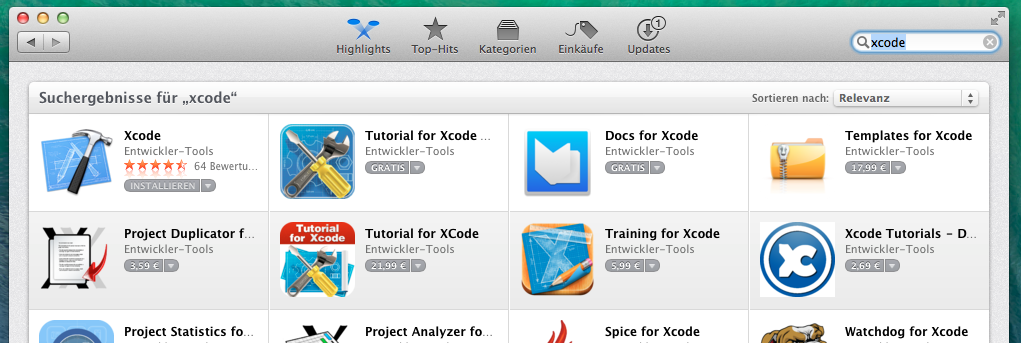 Highlights Top-Hits Kategorien Einkäufe Updates
1
xcode
Suchergebnisse für „xcode“
Sortieren nach: Relevanz
Xcode
Entwickler-Tools
64 Bewertu...
INSTALLIEREN
Tutorial for Xcode ...
Entwickler-Tools
GRATIS
Docs for Xcode
Entwickler-Tools
GRATIS
Templates for Xcode
Entwickler-Tools
17,99 €
Project Duplicator f...
Entwickler-Tools
3,59 €
Tutorial for Xcode
Tutorial for XCode
Entwickler-Tools
21,99 €
Training for Xcode
Entwickler-Tools
5,99 €
Xcode Tutorials - D...
Entwickler-Tools
2,69 €
Project Statistics fo...
Project Analyzer fo...
Spice for Xcode
Watchdog for Xcode